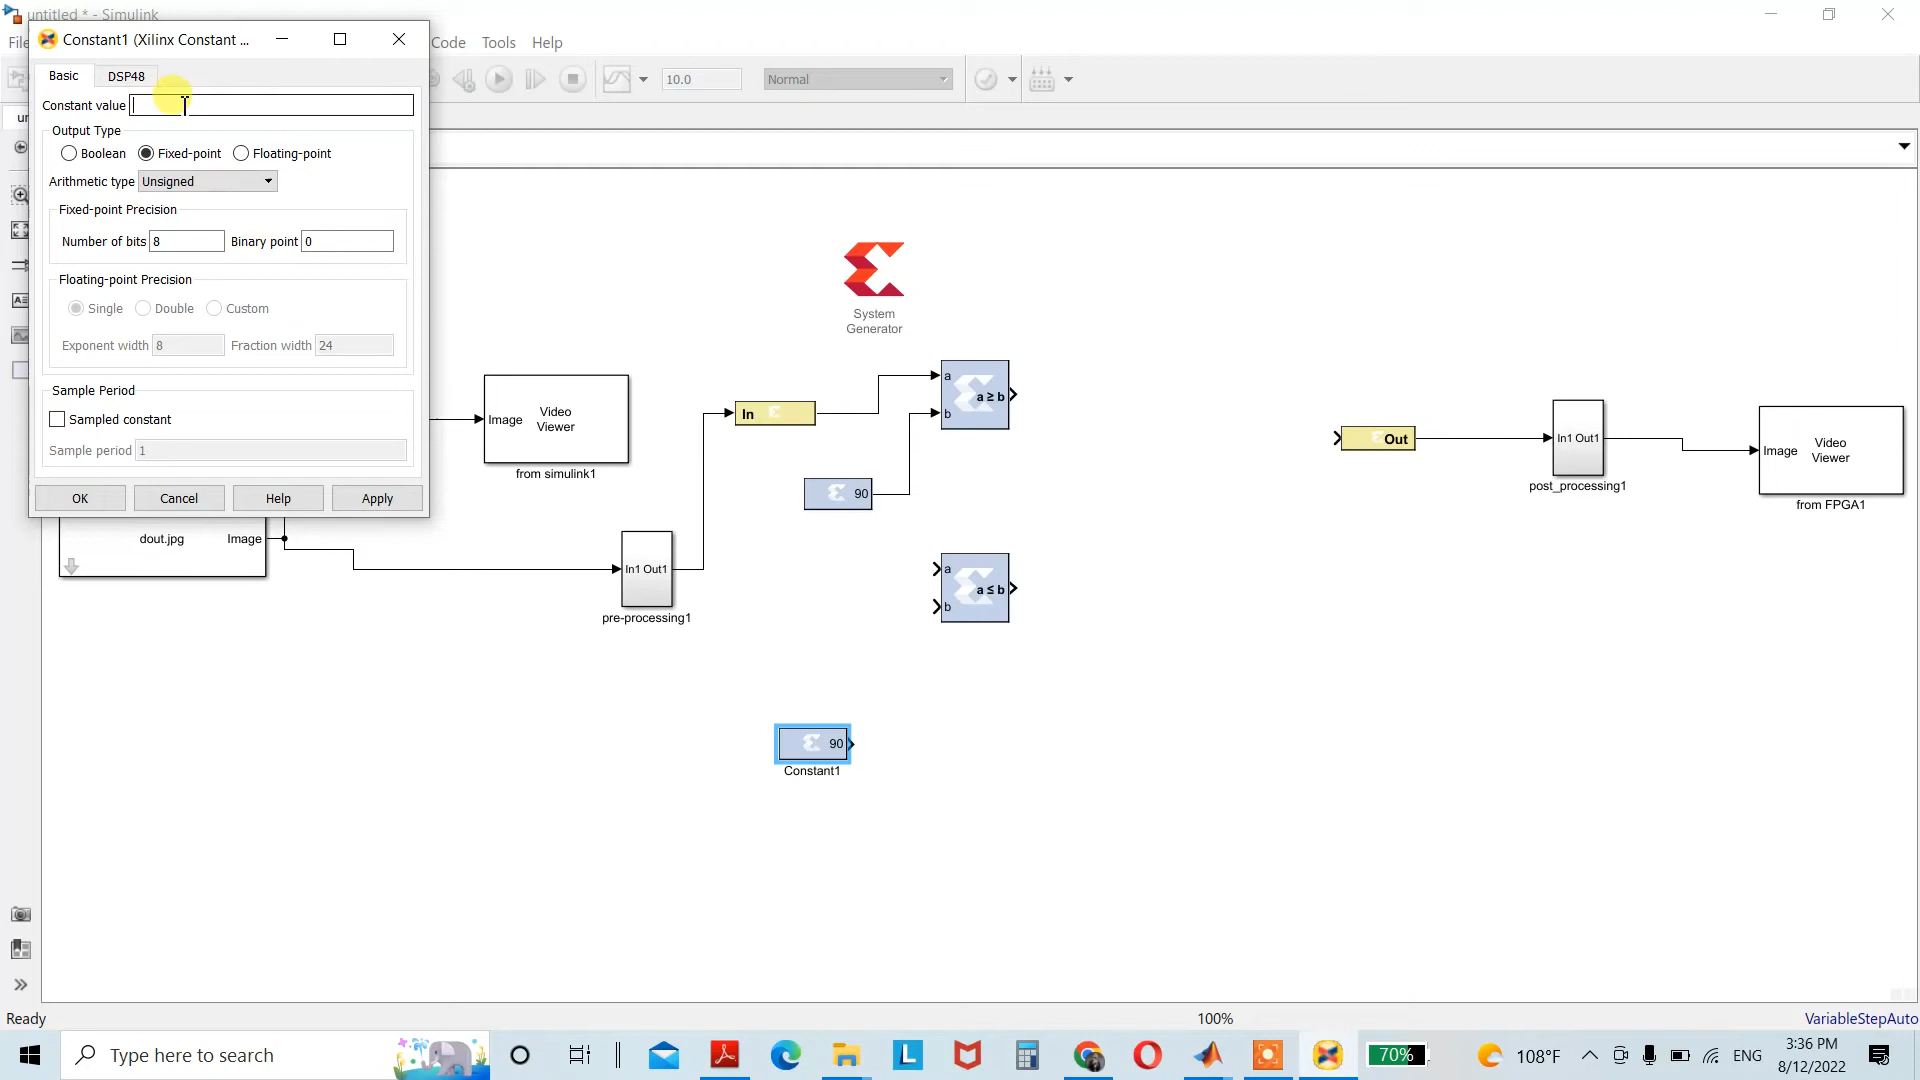 untitled * - Simulink
Constant1 (Xilinx Constant ...
Code Tools Help
Basic DSP48
10.0 Normal
Constant value
Output Type
Boolean Fixed-point Floating-point
Arithmetic type Unsigned
Fixed-point Precision
Number of bits 8 Binary point 0
Floating-point Precision
Single Double Custom
Exponent width 8 Fraction width 24
Sample Period
Sampled constant
Sample period 1
OK Cancel Help Apply
System
Generator
Image Video
Viewer
from simulink1
In
a
b
a ≥ b
90
dout.jpg Image
In1 Out1
pre-processing1
a
b
a ≤ b
90
Constant1
Out
In1 Out1
post_processing1
Image Video
Viewer
from FPGA1
Ready 100% VariableStepAuto
Type here to search
70% 108°F ENG
3:36 PM
8/12/2022